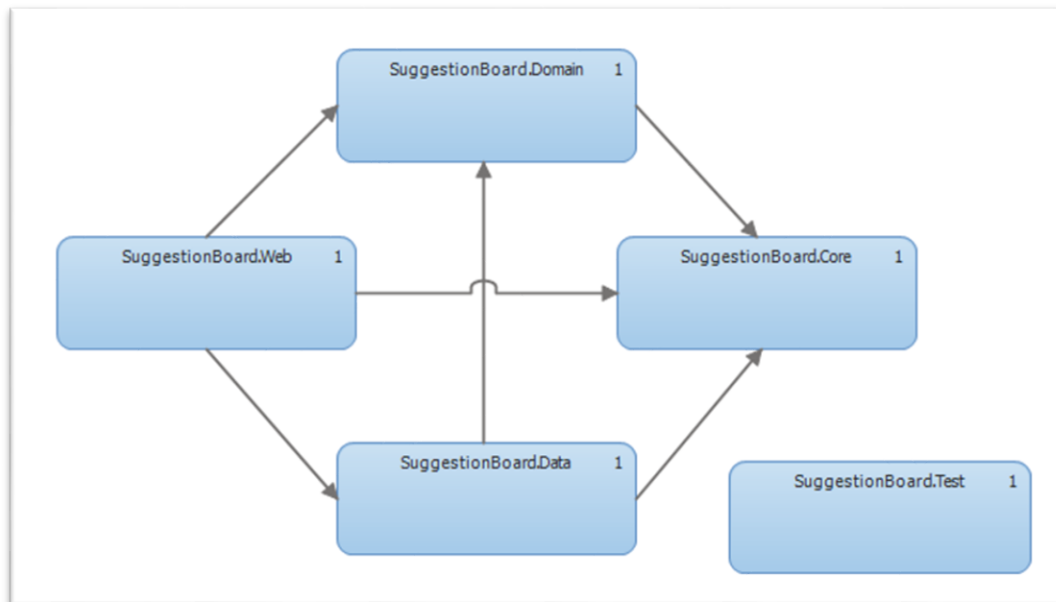 SuggestionBoard.Domain 1
SuggestionBoard.Web 1
SuggestionBoard.Core 1
SuggestionBoard.Data 1
SuggestionBoard.Test 1